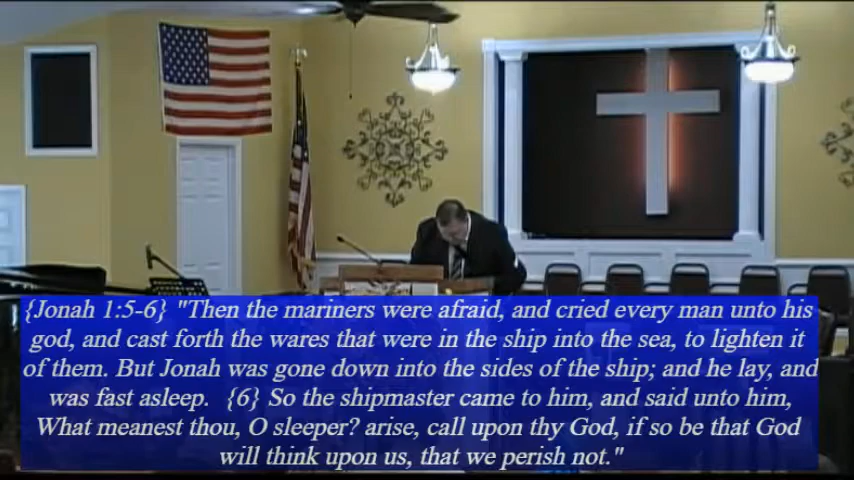 {Jonah 1:5-6} "Then the mariners were afraid, and cried every man unto his
god, and cast forth the wares that were in the ship into the sea, to lighten it
of them. But Jonah was gone down into the sides of the ship; and he lay, and
was fast asleep. {6} So the shipmaster came to him, and said unto him,
What meanest thou, O sleeper? arise, call upon thy God, if so be that God
will think upon us, that we perish not."